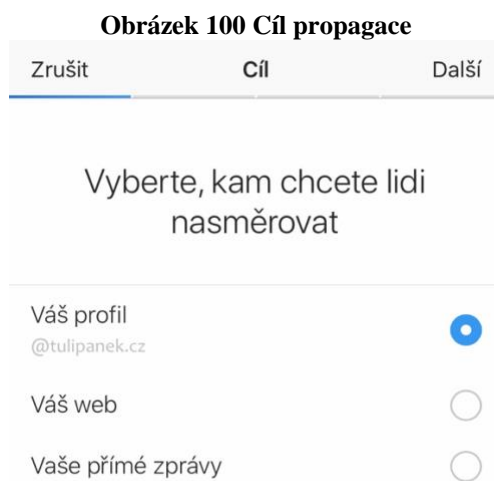 Obrázek 100 Cíl propagace
Zrušit Cíl Další
Vyberte, kam chcete lidi
nasměrovat
Váš profil
@tulipanek.cz
Váš web
Vaše přímé zprávy